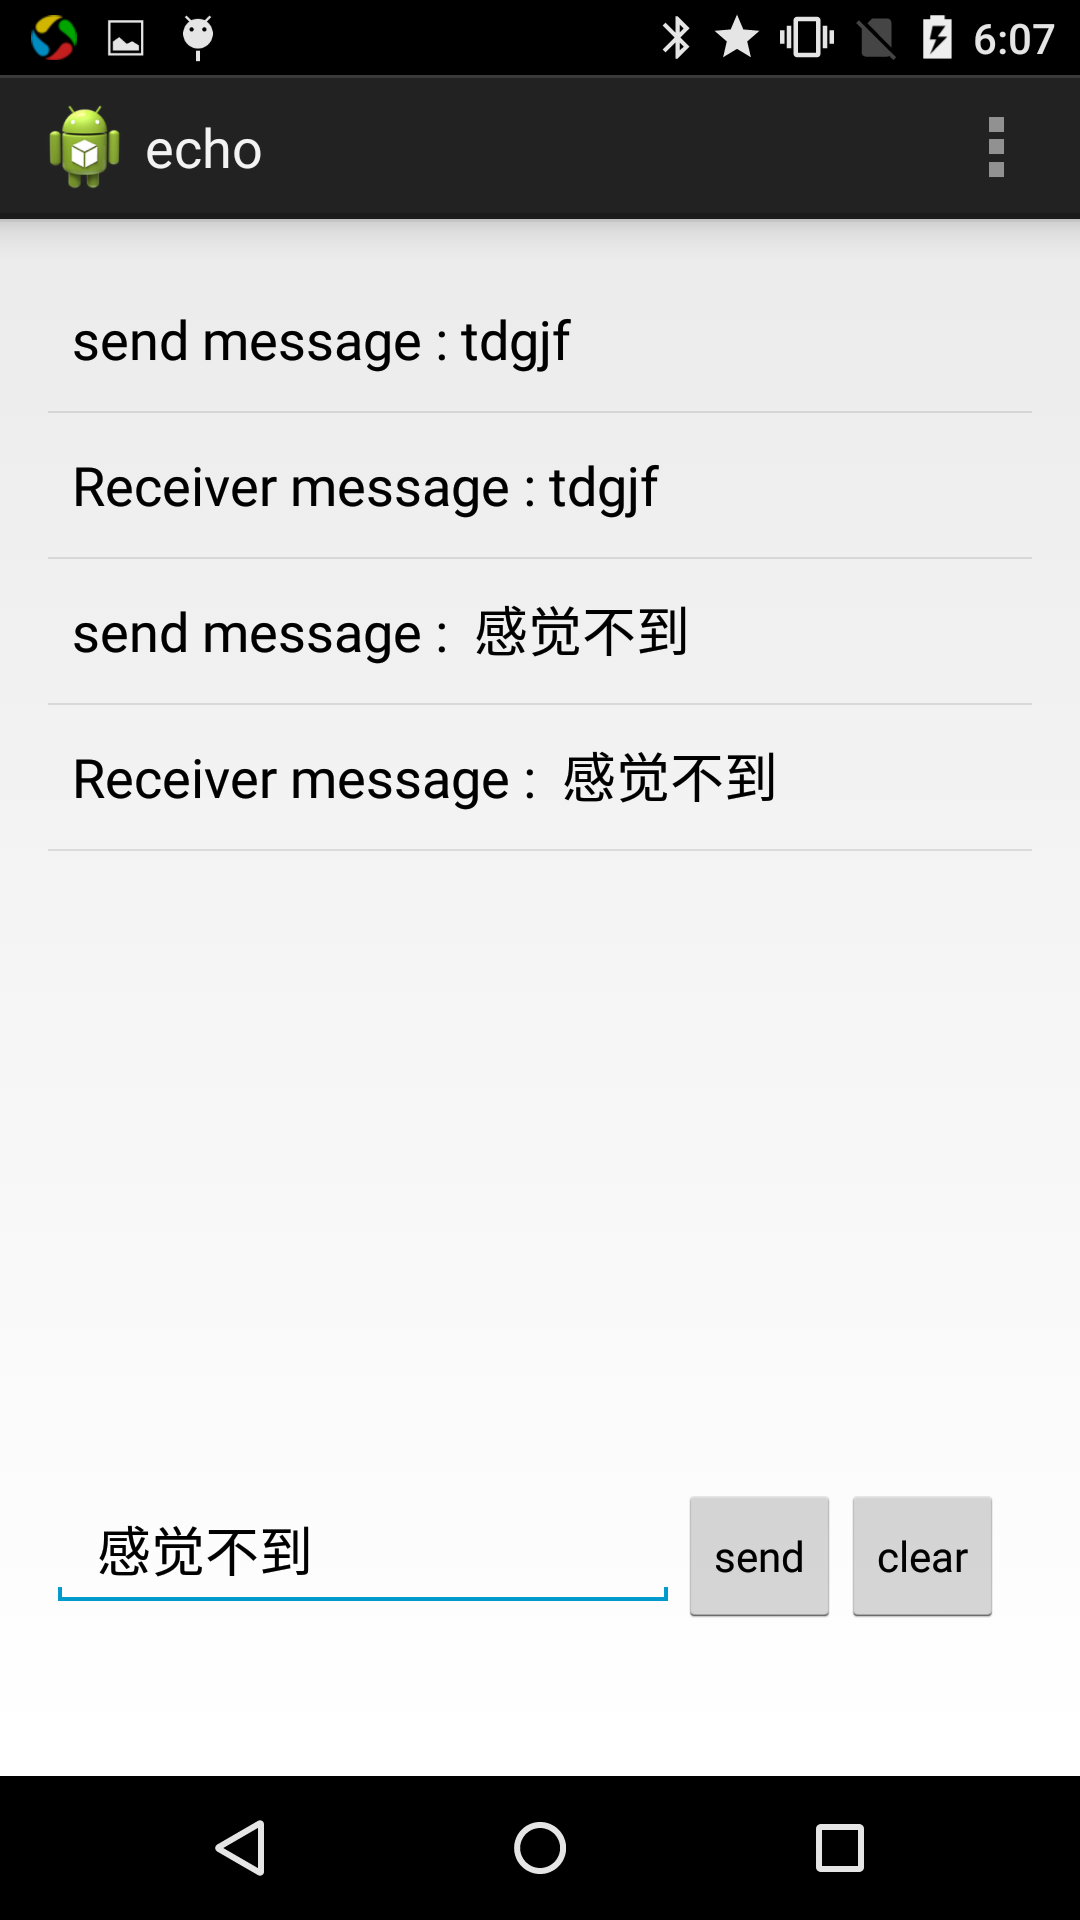 6:07
echo
send message : tdgjf
Receiver message : tdgjf
send message : 感觉不到
Receiver message : 感觉不到
感觉不到 send clear